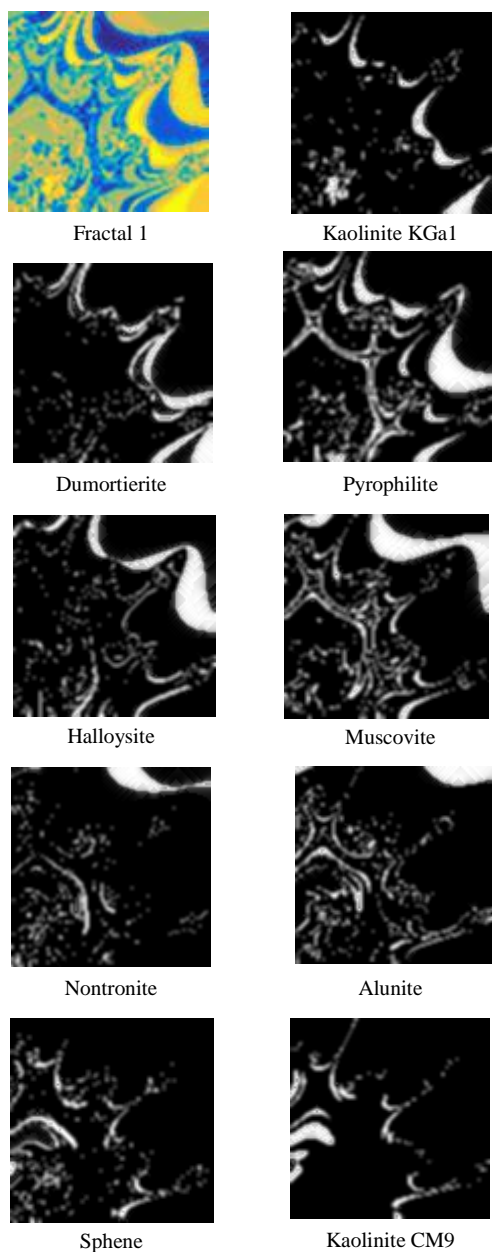 Fractal 1
Kaolinite KGa1
Dumortierite
Pyrophilite
Halloysite
Muscovite
Nontronite
Alunite
Sphene
Kaolinite CM9